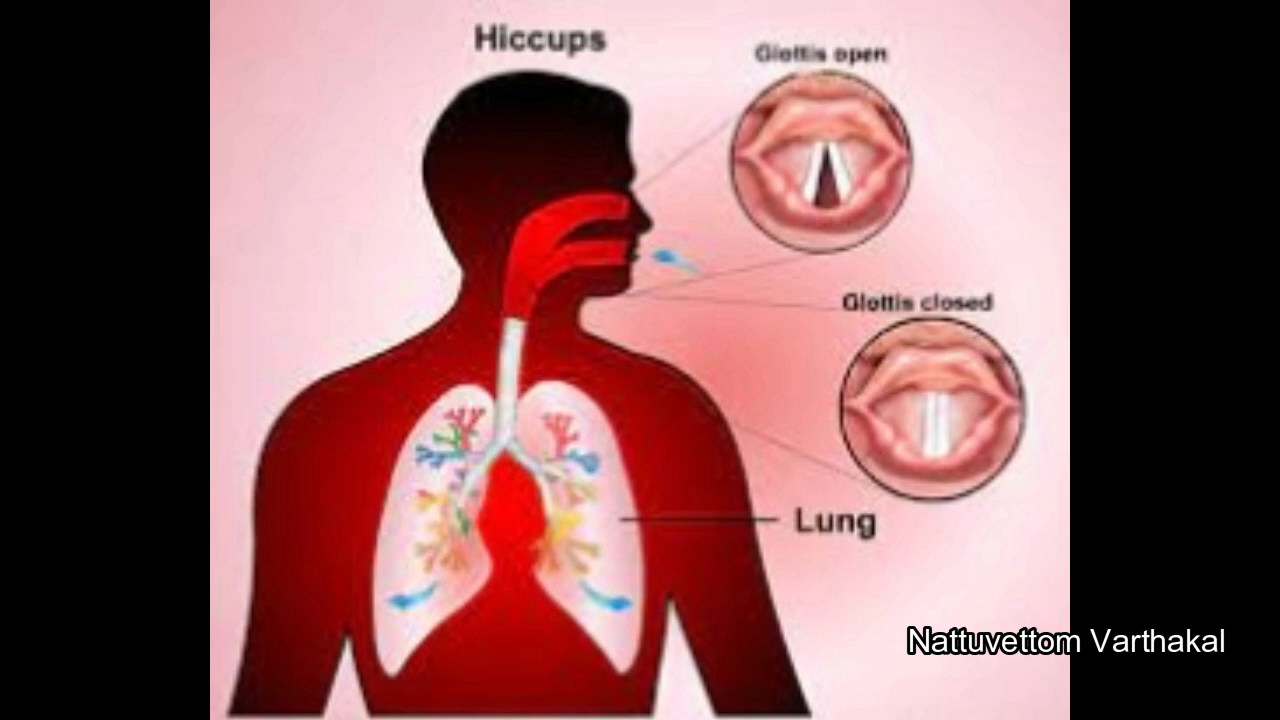 Hiccups
Glottis open
Glottis closed
Lung
Nattuvettom Varthakal